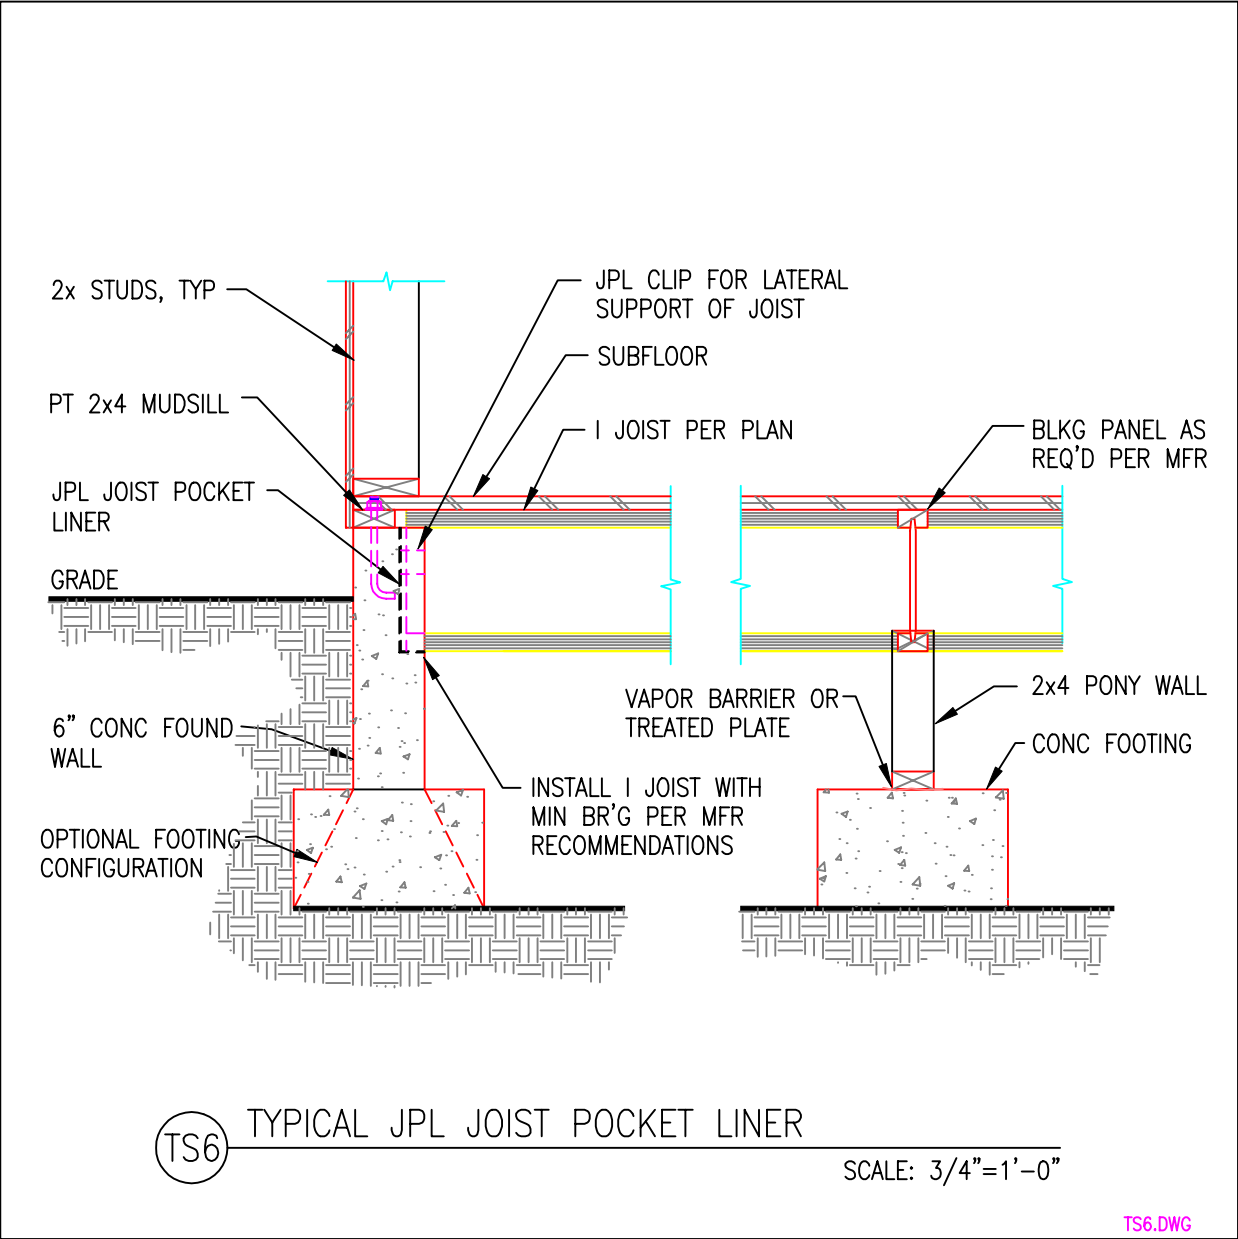 2x STUDS, TYP
JPL CLIP FOR LATERAL
SUPPORT OF JOIST
SUBFLOOR
PT 2x4 MUDSILL
I JOIST PER PLAN
BLKG PANEL AS
REQ'D PER MFR
JPL JOIST POCKET
LINER
GRADE
6" CONC FOUND
WALL
VAPOR BARRIER OR
TREATED PLATE
2x4 PONY WALL
CONC FOOTING
INSTALL I JOIST WITH
MIN BR'G PER MFR
RECOMMENDATIONS
OPTIONAL FOOTING
CONFIGURATION
TS6
TYPICAL JPL JOIST POCKET LINER
SCALE: 3/4"=1'-0"
TS6.DWG